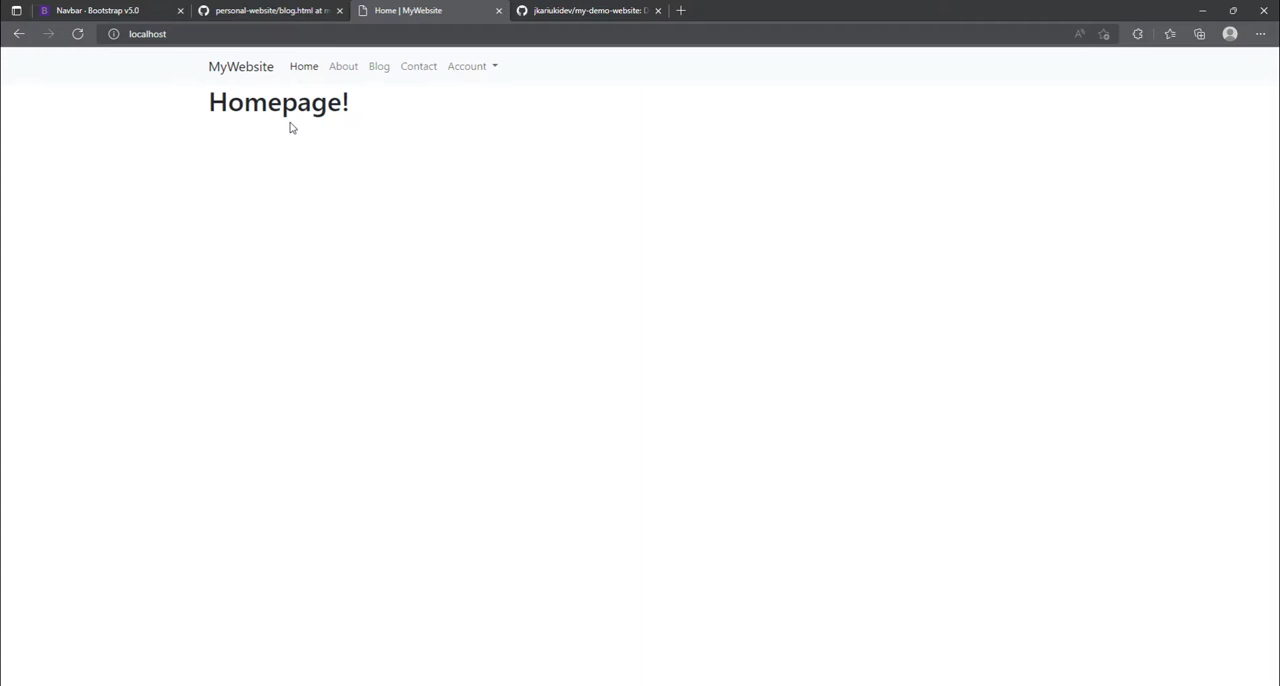 Navbar · Bootstrap v5.0
personal-website/blog.html at m
Home | MyWebsite
jkariukidev/my-demo-website: D
localhost
MyWebsite Home About Blog Contact Account
Homepage!